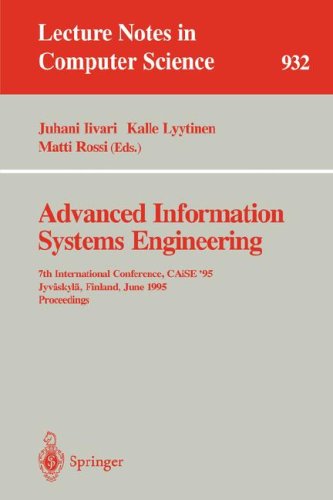 Lecture Notes in
Computer Science 932
Juhani Iivari Kalle Lyytinen
Matti Rossi (Eds.)
Advanced Information
Systems Engineering
7th International Conference, CAiSE '95
Jyväskylä, Finland, June 1995
Proceedings
Springer